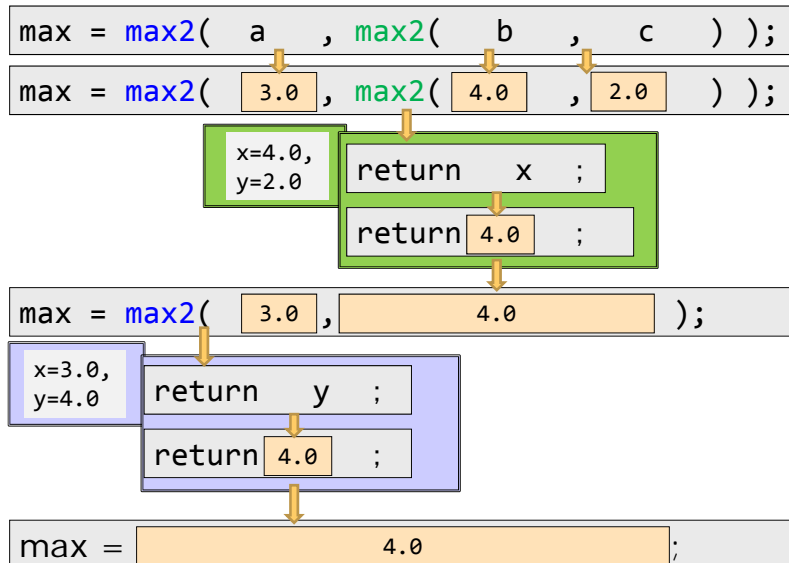 max = max2( a , max2( b , c ) );
max = max2( 3.0 , max2( 4.0 , 2.0 ) );
x=4.0,
y=2.0
return x ;
return 4.0 ;
max = max2( 3.0 , 4.0 );
x=3.0,
y=4.0
return y ;
return 4.0 ;
max = 4.0 ;